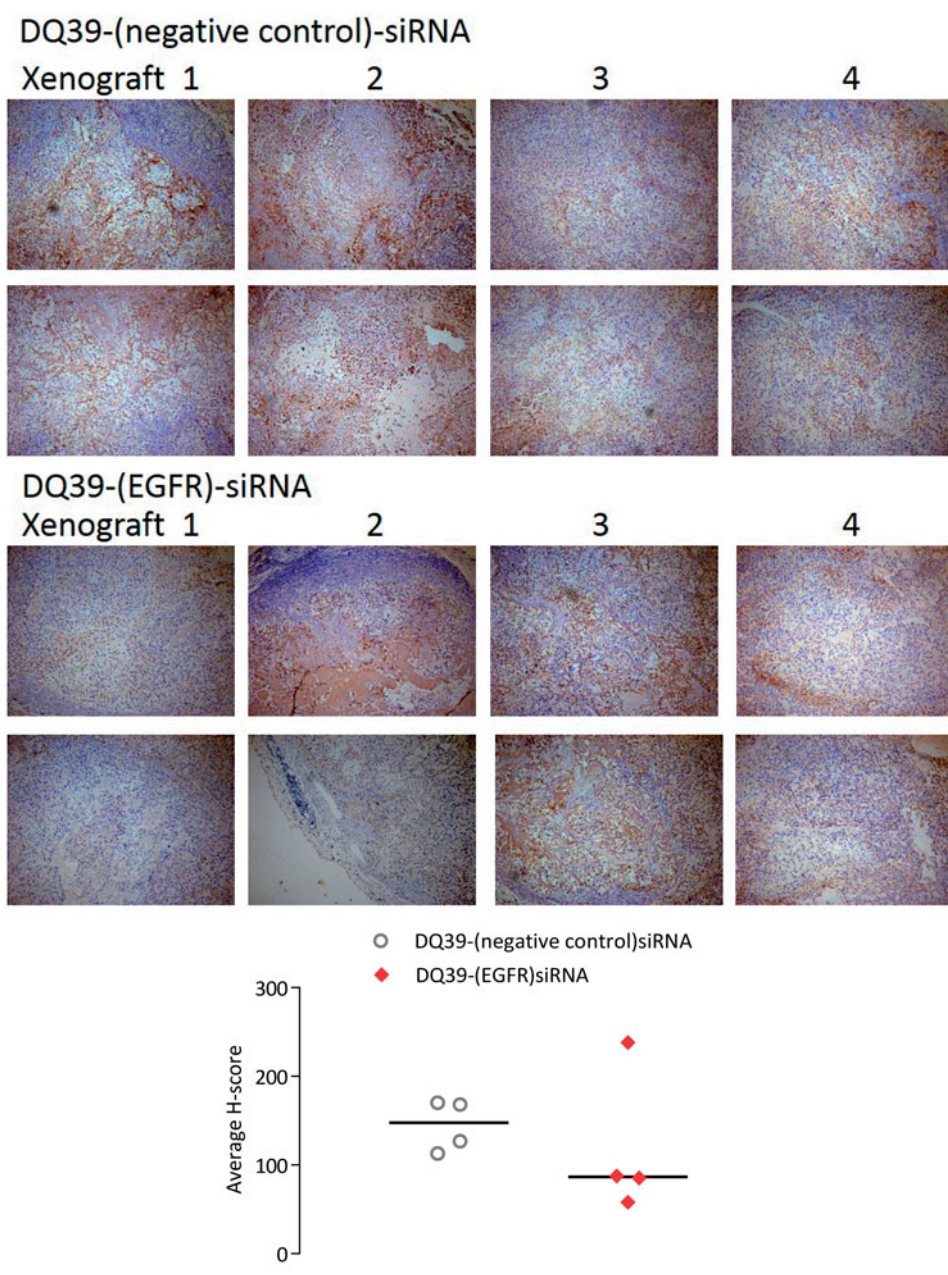 DQ39-(negative control)-siRNA
Xenograft 1 2 3 4
DQ39-(EGFR)-siRNA
Xenograft 1 2 3 4
DQ39-(negative control)siRNA
DQ39-(EGFR)siRNA
300
200
100
0
Average H-score